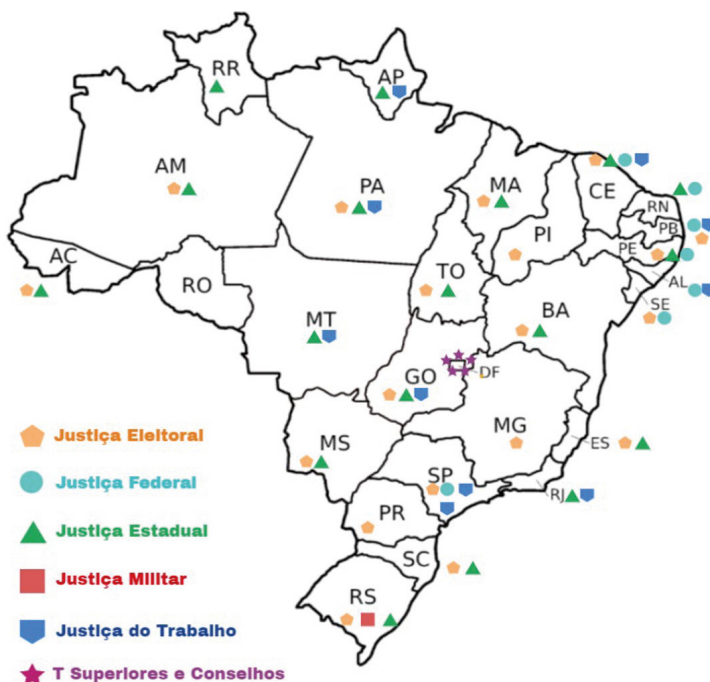 RR
AP
AM
PA
MA
CE
RN
PB
PI
PE
AL
SE
AC
RO
TO
BA
MT
GO
DF
MG
ES
MS
SP
RJ
PR
SC
RS
Justiça Eleitoral
Justiça Federal
Justiça Estadual
Justiça Militar
Justiça do Trabalho
T Superiores e Conselhos